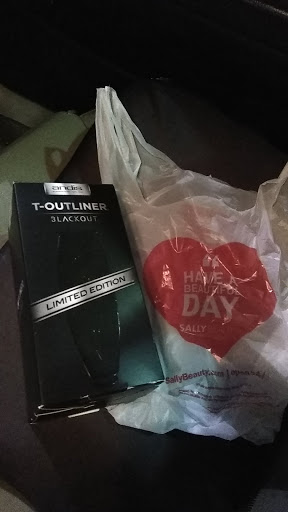 andis
T-OUTLINER
BLACKOUT
LIMITED EDITION
HAVE A
BEAUTIFUL
DAY
SALLY
SallyBeauty.com